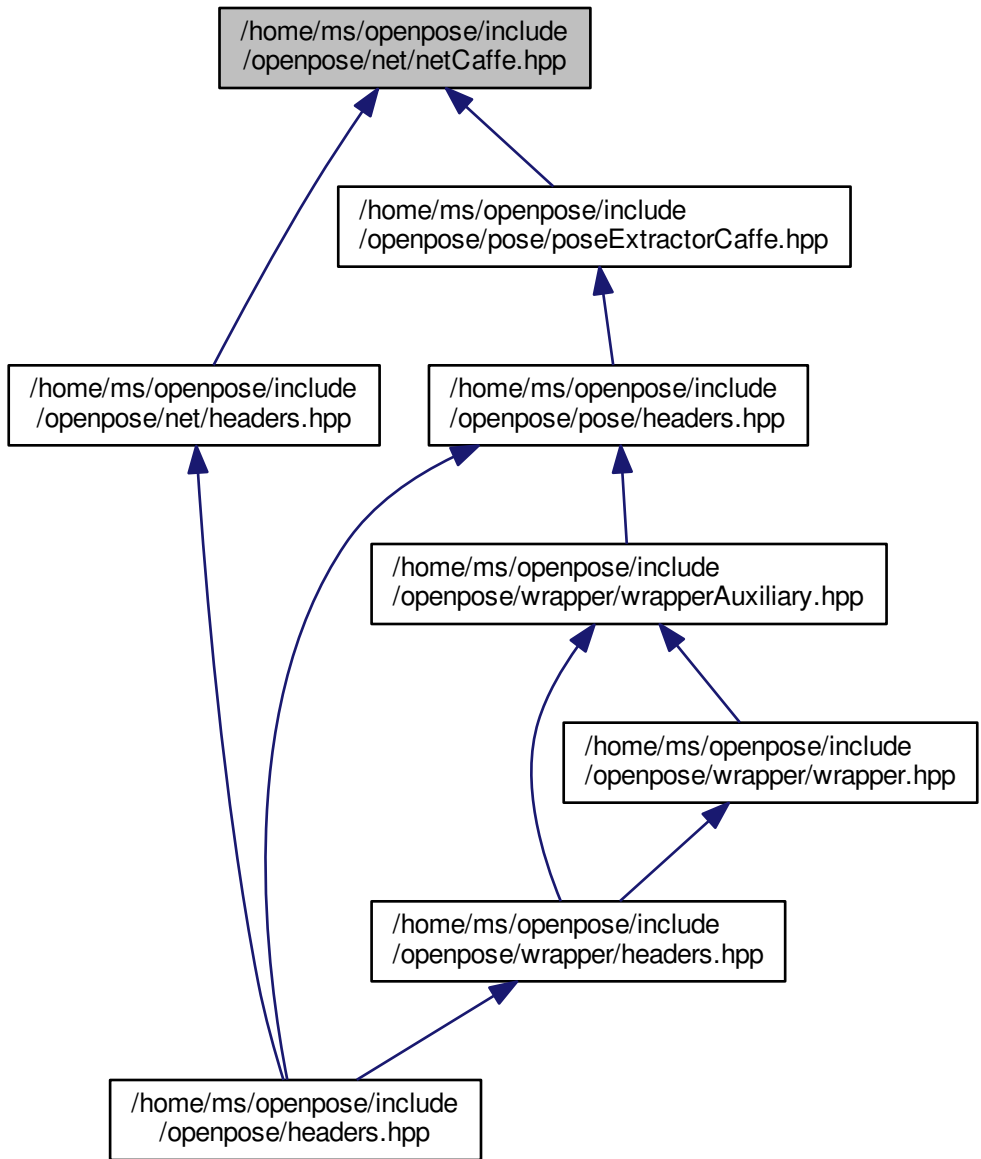 /home/ms/openpose/include
/openpose/net/netCaffe.hpp
/home/ms/openpose/include
/openpose/pose/poseExtractorCaffe.hpp
/home/ms/openpose/include
/openpose/net/headers.hpp
/home/ms/openpose/include
/openpose/pose/headers.hpp
/home/ms/openpose/include
/openpose/wrapper/wrapperAuxiliary.hpp
/home/ms/openpose/include
/openpose/wrapper/wrapper.hpp
/home/ms/openpose/include
/openpose/wrapper/headers.hpp
/home/ms/openpose/include
/openpose/headers.hpp